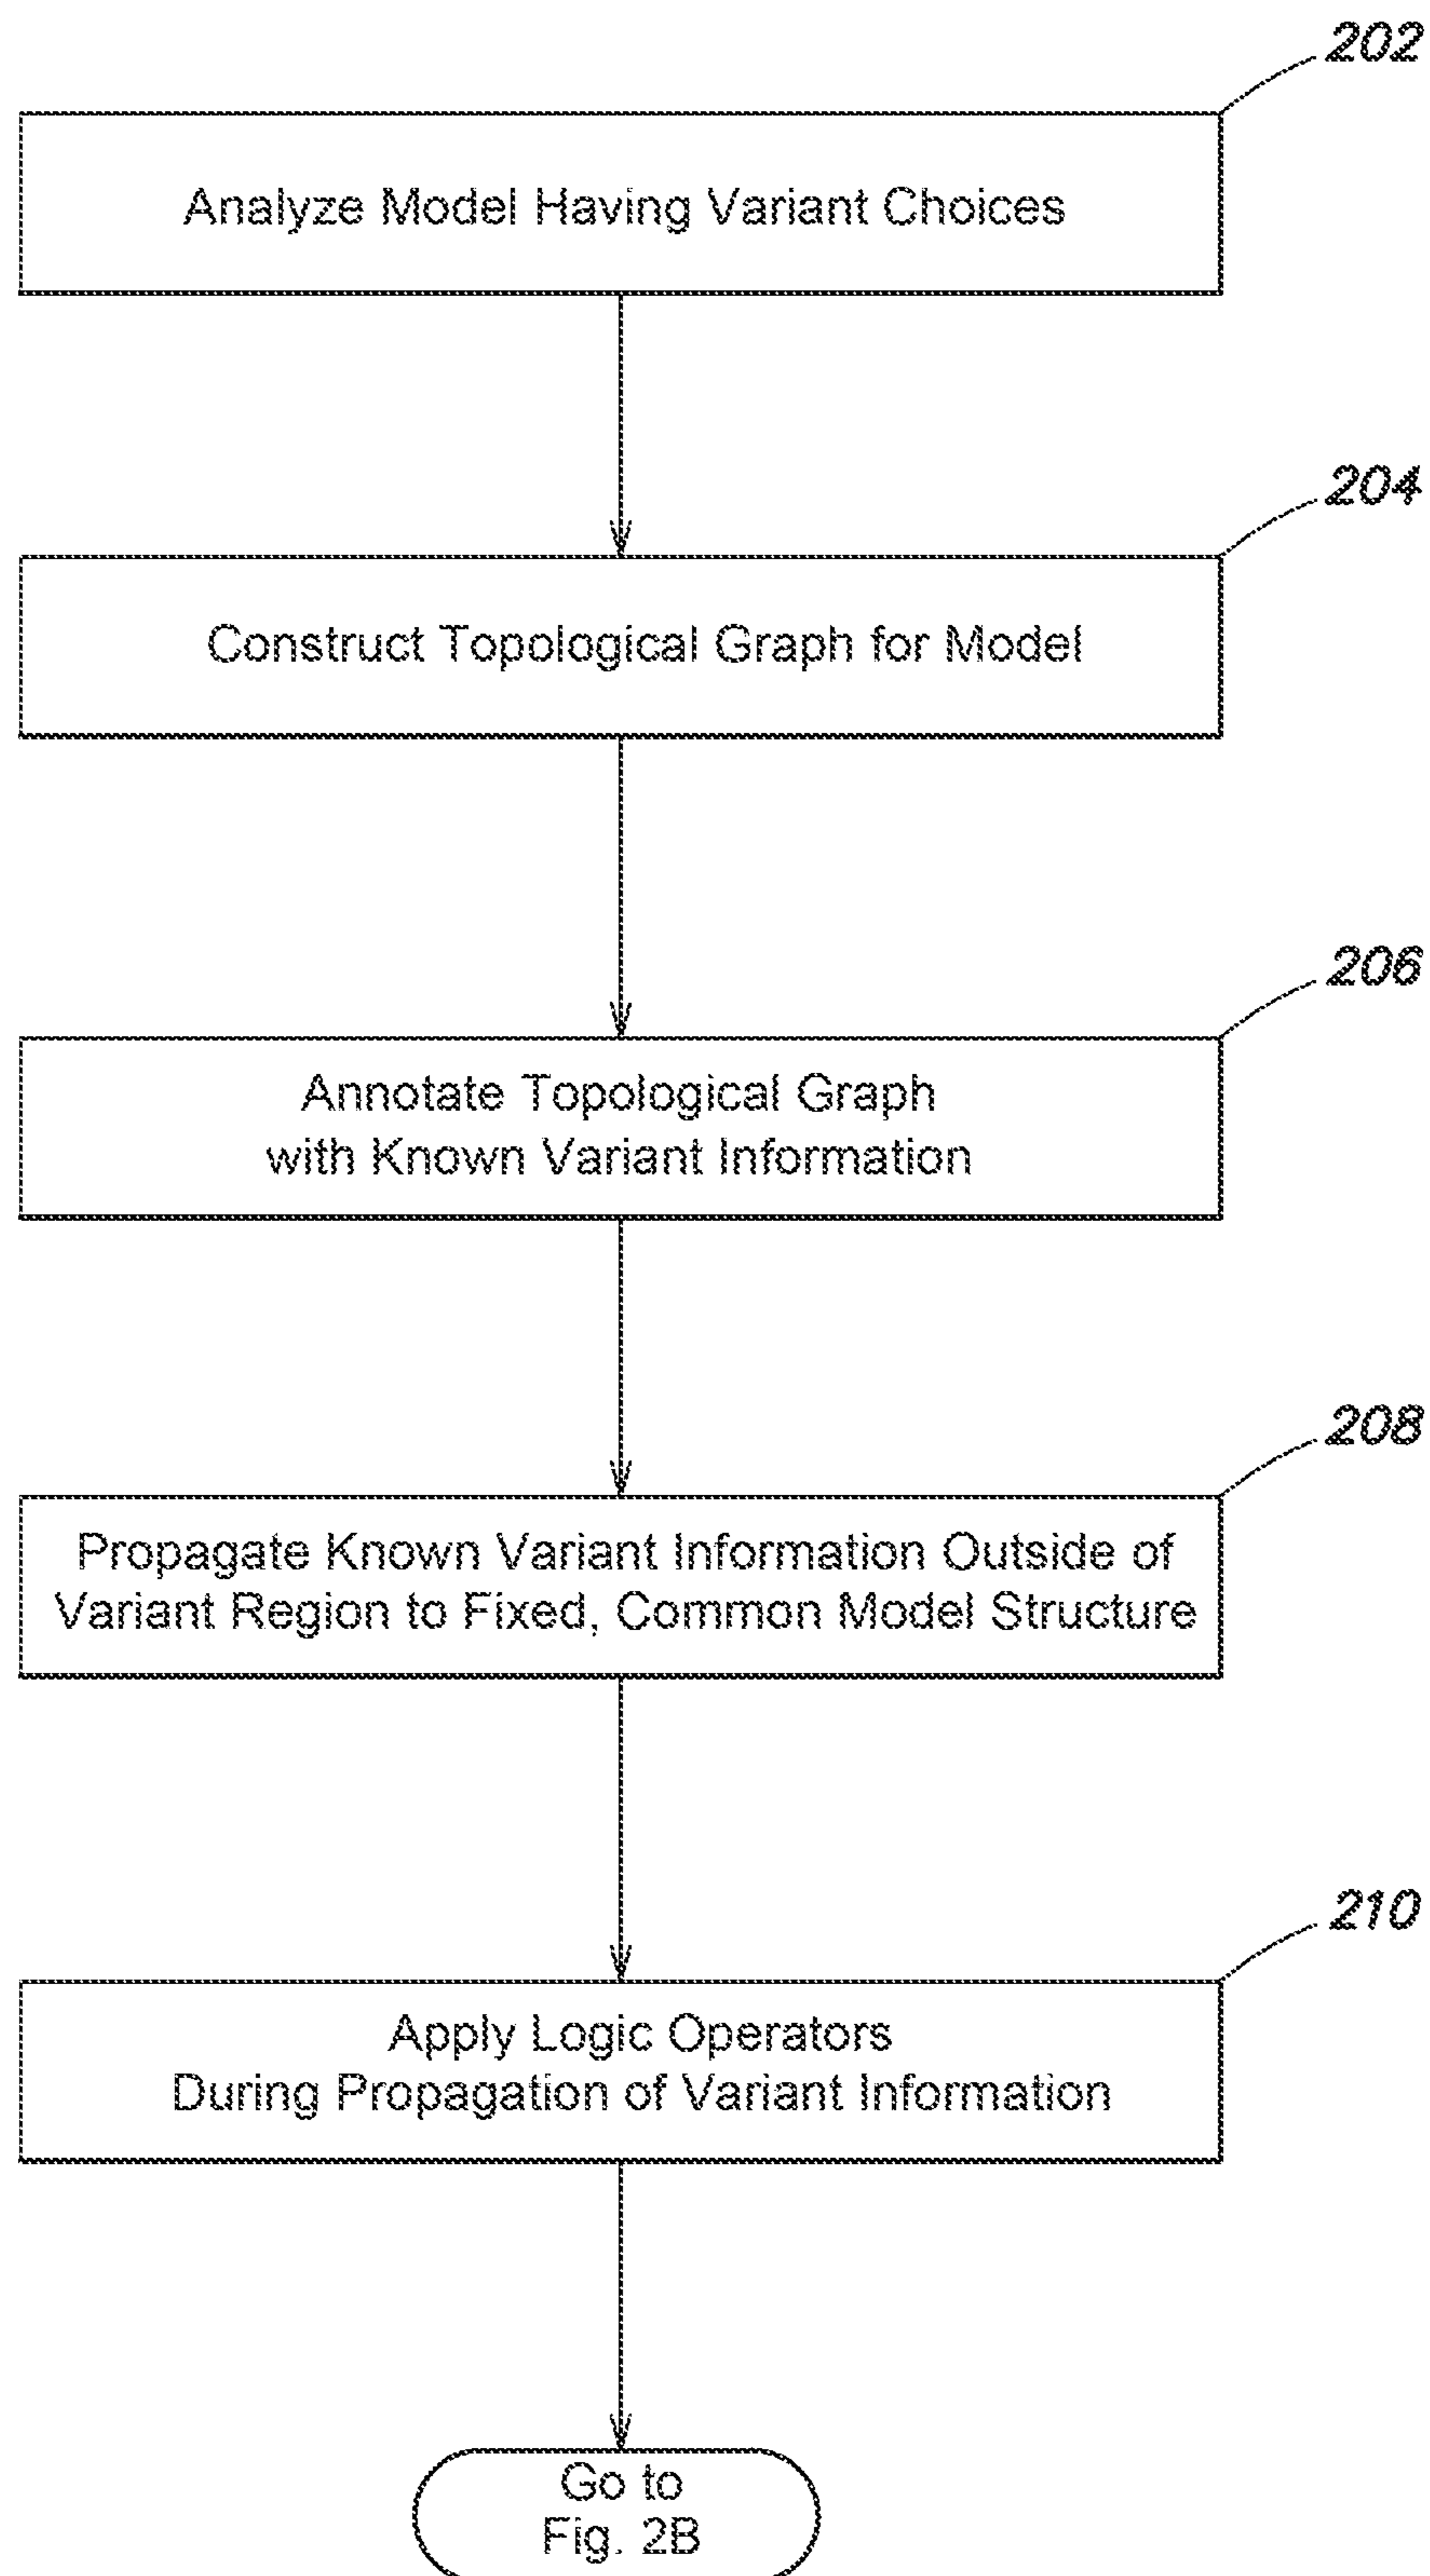 202
Analyze Model Having Variant Choices
204
Construct Topological Graph for Model
206
Annotate Topological Graph
with Known Variant Information
208
Propagate Known Variant Information Outside of
Variant Region to Fixed, Common Model Structure
210
Apply Logic Operators
During Propagation of Variant Information
Go to
Fig. 2B